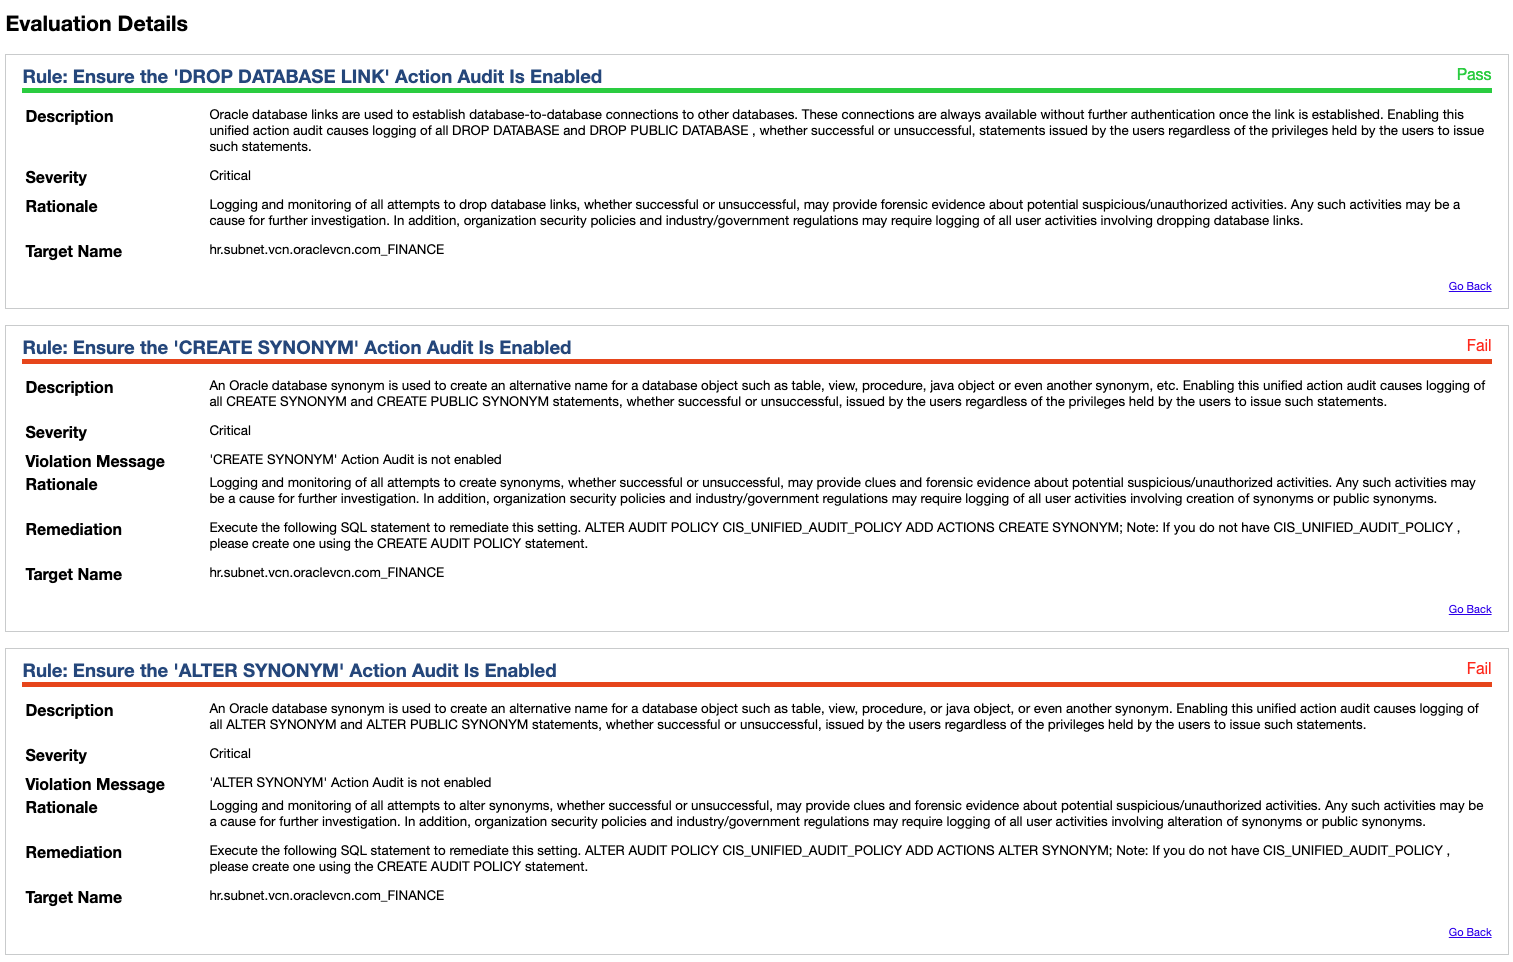 Evaluation Details
Rule: Ensure the 'DROP DATABASE LINK' Action Audit Is Enabled
Pass
Description
Oracle database links are used to establish database-to-database connections to other databases. These connections are always available without further authentication once the link is established. Enabling this
unified action audit causes logging of all DROP DATABASE and DROP PUBLIC DATABASE , whether successful or unsuccessful, statements issued by the users regardless of the privileges held by the users to issue
such statements.
Severity
Critical
Rationale
Logging and monitoring of all attempts to drop database links, whether successful or unsuccessful, may provide forensic evidence about potential suspicious/unauthorized activities. Any such activities may be a
cause for further investigation. In addition, organization security policies and industry/government regulations may require logging of all user activities involving dropping database links.
Target Name
hr.subnet.vcn.oraclevcn.com_FINANCE
Go Back
Rule: Ensure the 'CREATE SYNONYM' Action Audit Is Enabled
Fail
Description
An Oracle database synonym is used to create an alternative name for a database object such as table, view, procedure, java object or even another synonym, etc. Enabling this unified action audit causes logging of
all CREATE SYNONYM and CREATE PUBLIC SYNONYM statements, whether successful or unsuccessful, issued by the users regardless of the privileges held by the users to issue such statements.
Severity
Critical
Violation Message
'CREATE SYNONYM' Action Audit is not enabled
Rationale
Logging and monitoring of all attempts to create synonyms, whether successful or unsuccessful, may provide clues and forensic evidence about potential suspicious/unauthorized activities. Any such activities may
be a cause for further investigation. In addition, organization security policies and industry/government regulations may require logging of all user activities involving creation of synonyms or public synonyms.
Remediation
Execute the following SQL statement to remediate this setting. ALTER AUDIT POLICY CIS_UNIFIED_AUDIT_POLICY ADD ACTIONS CREATE SYNONYM; Note: If you do not have CIS_UNIFIED_AUDIT_POLICY ,
please create one using the CREATE AUDIT POLICY statement.
Target Name
hr.subnet.vcn.oraclevcn.com_FINANCE
Go Back
Rule: Ensure the 'ALTER SYNONYM' Action Audit Is Enabled
Fail
Description
An Oracle database synonym is used to create an alternative name for a database object such as table, view, procedure, or java object, or even another synonym. Enabling this unified action audit causes logging of
all ALTER SYNONYM and ALTER PUBLIC SYNONYM statements, whether successful or unsuccessful, issued by the users regardless of the privileges held by the users to issue such statements.
Severity
Critical
Violation Message
'ALTER SYNONYM' Action Audit is not enabled
Rationale
Logging and monitoring of all attempts to alter synonyms, whether successful or unsuccessful, may provide clues and forensic evidence about potential suspicious/unauthorized activities. Any such activities may be
a cause for further investigation. In addition, organization security policies and industry/government regulations may require logging of all user activities involving alteration of synonyms or public synonyms.
Remediation
Execute the following SQL statement to remediate this setting. ALTER AUDIT POLICY CIS_UNIFIED_AUDIT_POLICY ADD ACTIONS ALTER SYNONYM; Note: If you do not have CIS_UNIFIED_AUDIT_POLICY ,
please create one using the CREATE AUDIT POLICY statement.
Target Name
hr.subnet.vcn.oraclevcn.com_FINANCE
Go Back